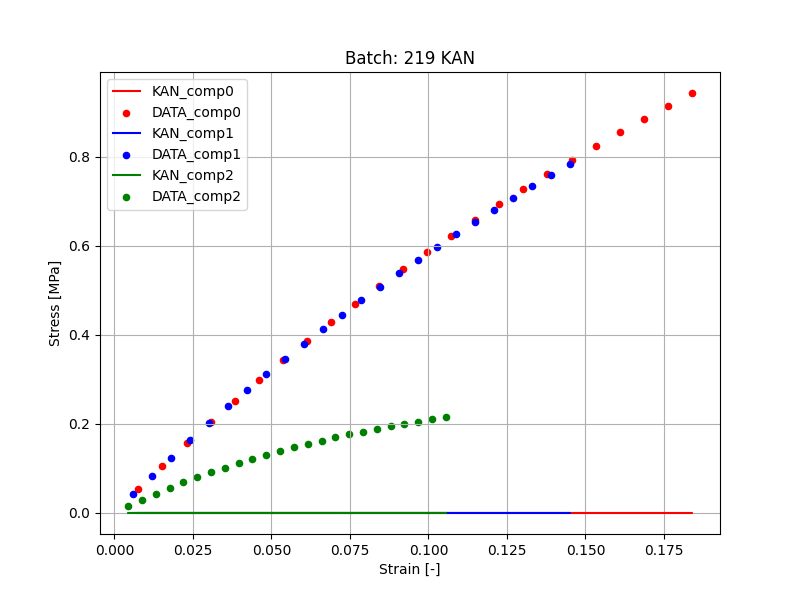 Batch: 219 KAN
KAN_comp0
DATA_comp0
KAN_comp1
DATA_comp1
KAN_comp2
DATA_comp2
Stress [MPa]
0.8
0.6
0.4
0.2
0.0
0.000 0.025 0.050 0.075 0.100 0.125 0.150 0.175
Strain [-]